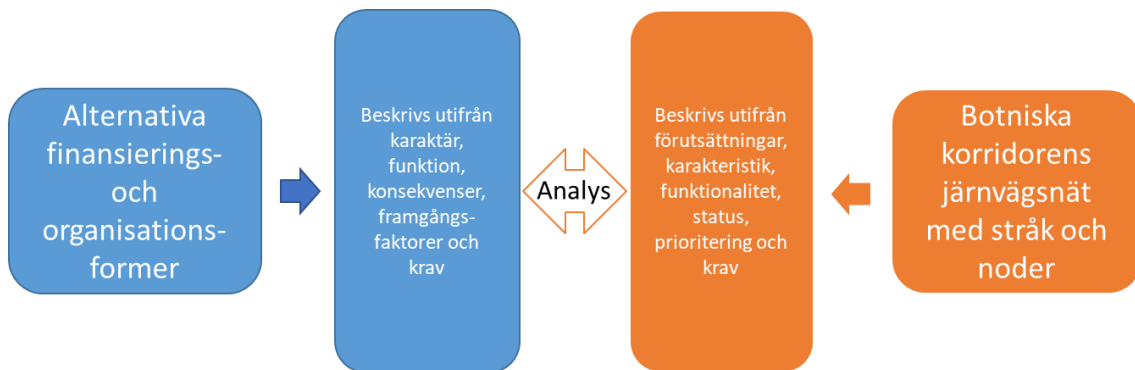 Alternativa
finansierings-
och
organisations-
former
Beskrivs utifrån
karaktär,
funktion,
konsekvenser,
framgångs-
faktorer och
krav
Analys
Beskrivs utifrån
förutsättningar,
karakteristik,
funktionalitet,
status,
prioritering och
krav
Botniska
korridorens
järnvägsnät
med stråk och
noder